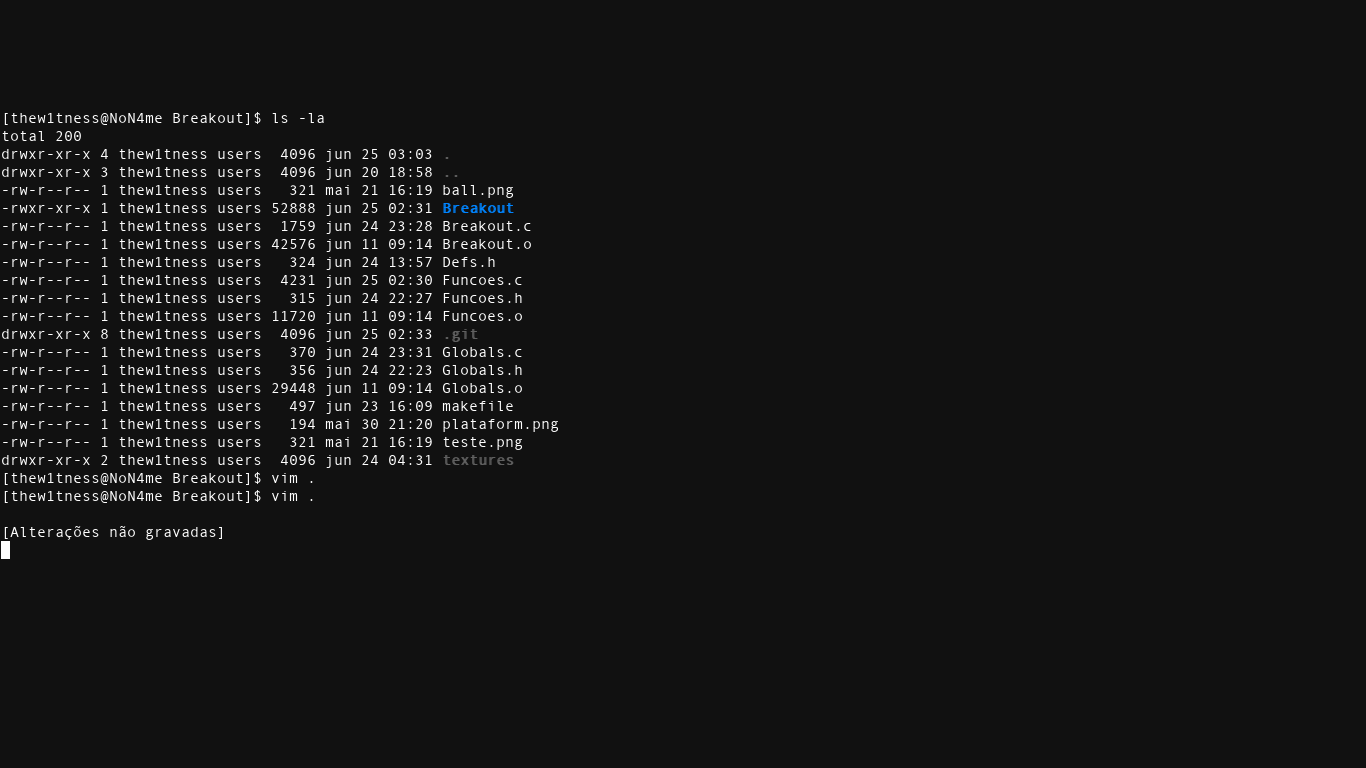 [thew1tness@NoN4me Breakout]$ ls -la
total 200
drwxr-xr-x 4 thew1tness users  4096 jun 25 03:03 .
drwxr-xr-x 3 thew1tness users  4096 jun 20 18:58 ..
-rw-r--r-- 1 thew1tness users   321 mai 21 16:19 ball.png
-rwxr-xr-x 1 thew1tness users 52888 jun 25 02:31 Breakout
-rw-r--r-- 1 thew1tness users  1759 jun 24 23:28 Breakout.c
-rw-r--r-- 1 thew1tness users 42576 jun 11 09:14 Breakout.o
-rw-r--r-- 1 thew1tness users   324 jun 24 13:57 Defs.h
-rw-r--r-- 1 thew1tness users  4231 jun 25 02:30 Funcoes.c
-rw-r--r-- 1 thew1tness users   315 jun 24 22:27 Funcoes.h
-rw-r--r-- 1 thew1tness users 11720 jun 11 09:14 Funcoes.o
drwxr-xr-x 8 thew1tness users  4096 jun 25 02:33 .git
-rw-r--r-- 1 thew1tness users   370 jun 24 23:31 Globals.c
-rw-r--r-- 1 thew1tness users   356 jun 24 22:23 Globals.h
-rw-r--r-- 1 thew1tness users 29448 jun 11 09:14 Globals.o
-rw-r--r-- 1 thew1tness users   497 jun 23 16:09 makefile
-rw-r--r-- 1 thew1tness users   194 mai 30 21:20 plataform.png
-rw-r--r-- 1 thew1tness users   321 mai 21 16:19 teste.png
drwxr-xr-x 2 thew1tness users  4096 jun 24 04:31 textures
[thew1tness@NoN4me Breakout]$ vim .
[thew1tness@NoN4me Breakout]$ vim .
[Alterações não gravadas]